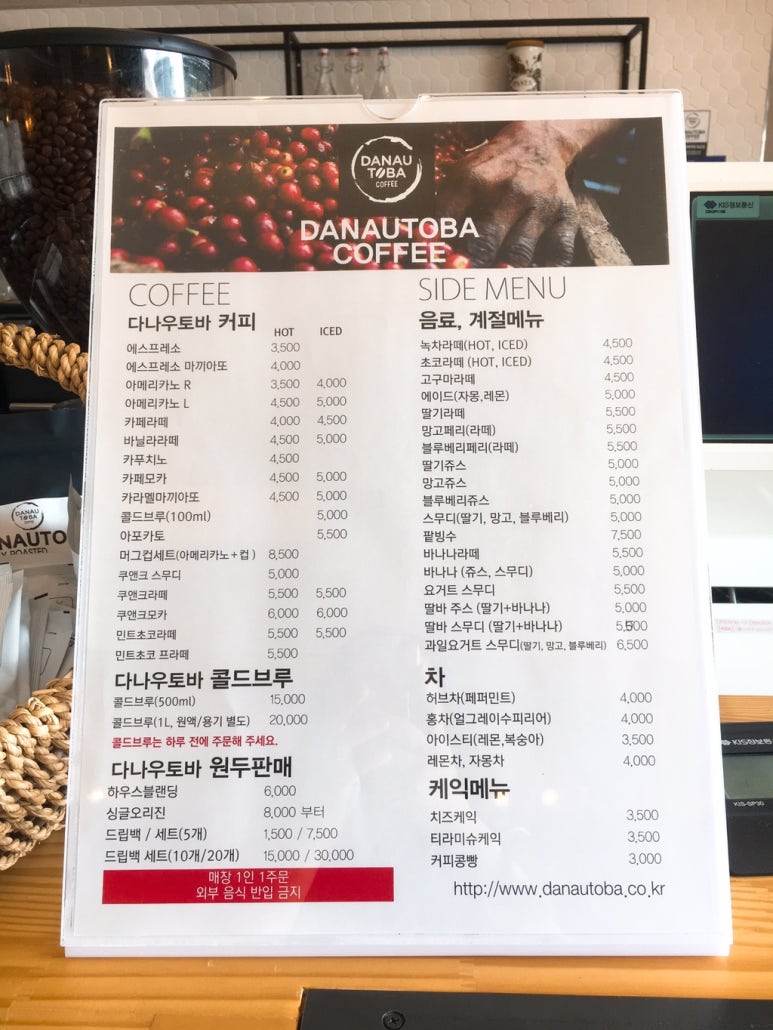 DANAU
TOBA
COFFEE
DANAUTOBA
COFFEE
COFFEE
다나우토바 커피 HOT ICED
에스프레소 3,500
에스프레소 마끼아또 4,000
아메리카노 R 3,500 4,000
아메리카노 L 4,500 5,000
카페라떼 4,000 4,500
바닐라라떼 4,500 5,000
카푸치노 4,500
카페모카 4,500 5,000
카라멜마끼아또 4,500 5,000
콜드브루(100ml) 5,000
아포카토 5,500
머그컵세트(아메리카노+컵) 8,500
쿠앤크 스무디 5,000
쿠앤크라떼 5,500 5,500
쿠앤크모카 6,000 6,000
민트초코라떼 5,500 5,500
민트초코 프라떼 5,500
다나우토바 콜드브루
콜드브루(500ml) 15,000
콜드브루(1L, 원액/용기 별도) 20,000
콜드브루는 하루 전에 주문해 주세요.
다나우토바 원두판매
하우스블랜딩 6,000
싱글오리진 8,000 부터
드립백 / 세트(5개) 1,500 / 7,500
드립백 세트(10개/20개) 15,000 / 30,000
매장 1인 1주문
외부 음식 반입 금지
SIDE MENU
음료, 계절메뉴
녹차라떼(HOT, ICED) 4,500
초코라떼 (HOT, ICED) 4,500
고구마라떼 4,500
에이드(자몽,레몬) 5,000
딸기라떼 5,500
망고페리(라떼) 5,500
블루베리페리(라떼) 5,500
딸기쥬스 5,000
망고쥬스 5,000
블루베리쥬스 5,000
스무디(딸기, 망고, 블루베리) 5,000
팥빙수 7,500
바나나라떼 5,500
바나나 (쥬스, 스무디) 5,000
요거트 스무디 5,500
딸바 주스 (딸기+바나나) 5,000
딸바 스무디 (딸기+바나나) 5,500
과일요거트 스무디(딸기, 망고, 블루베리) 6,500
차
허브차(페퍼민트) 4,000
홍차(얼그레이수피리어) 4,000
아이스티(레몬,복숭아) 3,500
레몬차, 자몽차 4,000
케익메뉴
치즈케익 3,500
티라미슈케익 3,500
커피콩빵 3,000
http://www.danautoba.co.kr
KIS정보통신
DANAUTOBA
COFFEE
DANAU
TOBA
NAUTO
KIS정보통
KIS-SP30